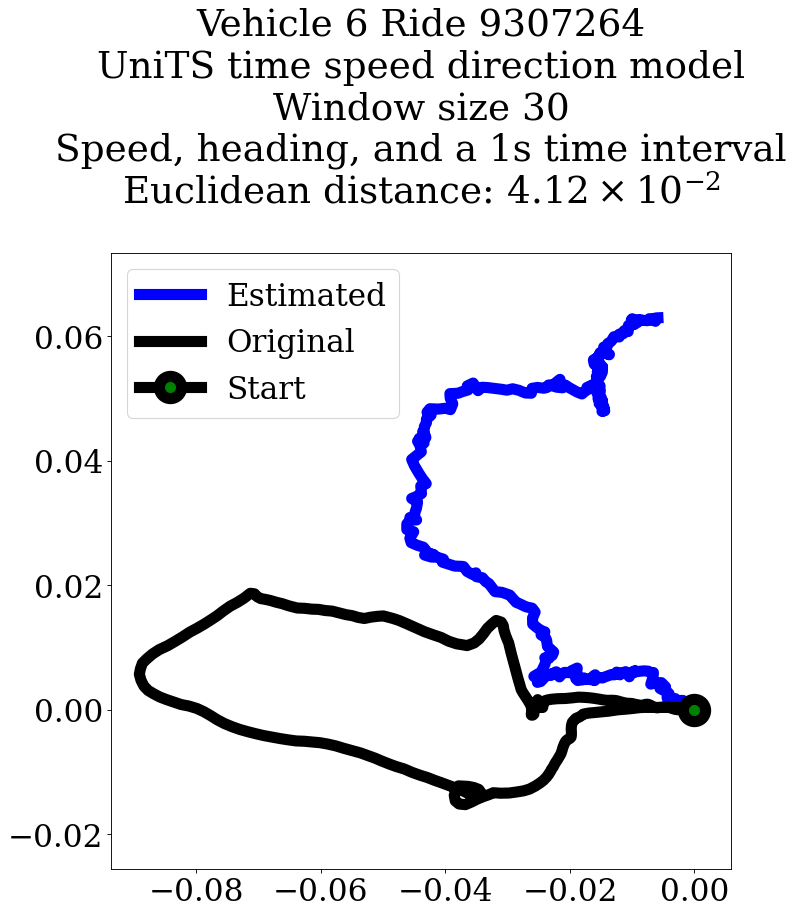 Vehicle 6 Ride 9307264
UniTS time speed direction model
Window size 30
Speed, heading, and a 1s time interval
Euclidean distance: 4.12 × 10⁻²
Estimated
Original
Start
0.06
0.04
0.02
0.00
−0.02
−0.08 −0.06 −0.04 −0.02 0.00